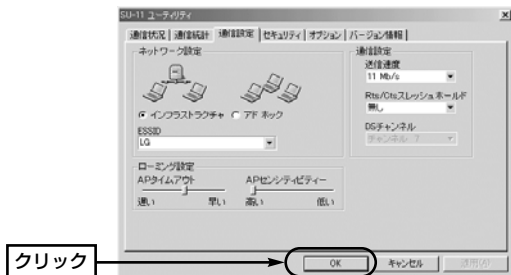 SU-11 ユーティリティ
通信状況 通信統計 通信設定 セキュリティ オプション バージョン情報
ネットワーク設定
インフラストラクチャ アド ホック
ESSID
LG
ローミング設定
APタイムアウト APセンシティビティー
遅い 早い 高い 低い
通信設定
送信速度
11 Mb/s
Rts/Ctsスレッショホールド
無し
DSチャンネル
チャンネル 7
クリック
OK キャンセル 適用(A)